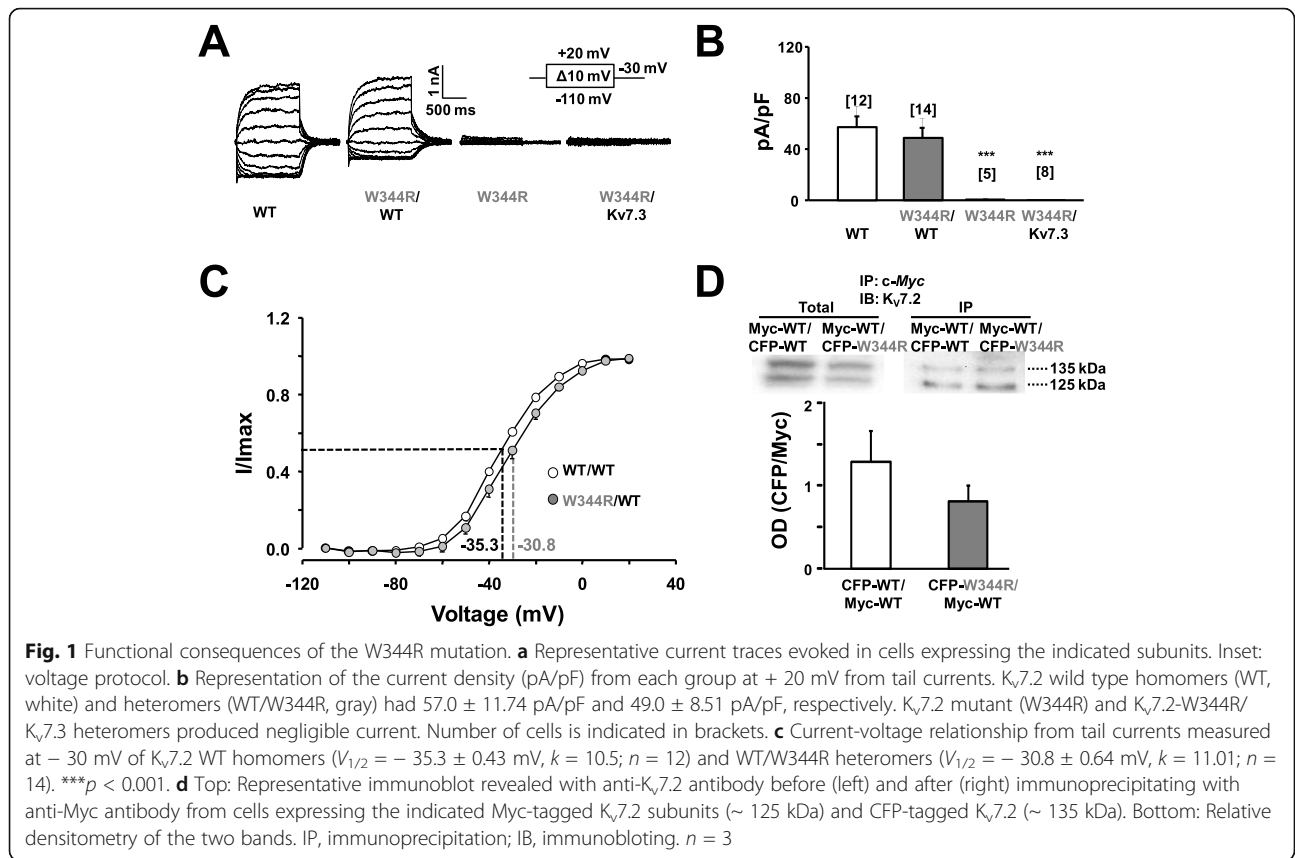 A
+20 mV
Δ10 mV
-30 mV
-110 mV
1 nA
500 ms
WT
W344R/
WT
W344R
W344R/
Kv7.3
B
120
80
40
0
pA/pF
[12]
[14]
***
[5]
***
[8]
WT
W344R/
WT
W344R
W344R/
Kv7.3
C
1.2
0.8
0.4
0.0
I/Imax
WT/WT
W344R/WT
-35.3
-30.8
-120
-80
-40
0
40
Voltage (mV)
D
IP: c-Myc
IB: Kv7.2
Total
IP
Myc-WT/
CFP-WT
Myc-WT/
CFP-W344R
Myc-WT/
CFP-WT
Myc-WT/
CFP-W344R
135 kDa
125 kDa
2
1
0
OD (CFP/Myc)
CFP-WT/
Myc-WT
CFP-W344R/
Myc-WT
Fig. 1 Functional consequences of the W344R mutation. a Representative current traces evoked in cells expressing the indicated subunits. Inset:
voltage protocol. b Representation of the current density (pA/pF) from each group at + 20 mV from tail currents. Kv7.2 wild type homomers (WT,
white) and heteromers (WT/W344R, gray) had 57.0 ± 11.74 pA/pF and 49.0 ± 8.51 pA/pF, respectively. Kv7.2 mutant (W344R) and Kv7.2-W344R/
Kv7.3 heteromers produced negligible current. Number of cells is indicated in brackets. c Current-voltage relationship from tail currents measured
at − 30 mV of Kv7.2 WT homomers (V1/2 = − 35.3 ± 0.43 mV, k = 10.5; n = 12) and WT/W344R heteromers (V1/2 = − 30.8 ± 0.64 mV, k = 11.01; n =
14). ***p < 0.001. d Top: Representative immunoblot revealed with anti-Kv7.2 antibody before (left) and after (right) immunoprecipitating with
anti-Myc antibody from cells expressing the indicated Myc-tagged Kv7.2 subunits (~ 125 kDa) and CFP-tagged Kv7.2 (~ 135 kDa). Bottom: Relative
densitometry of the two bands. IP, immunoprecipitation; IB, immunobloting. n = 3